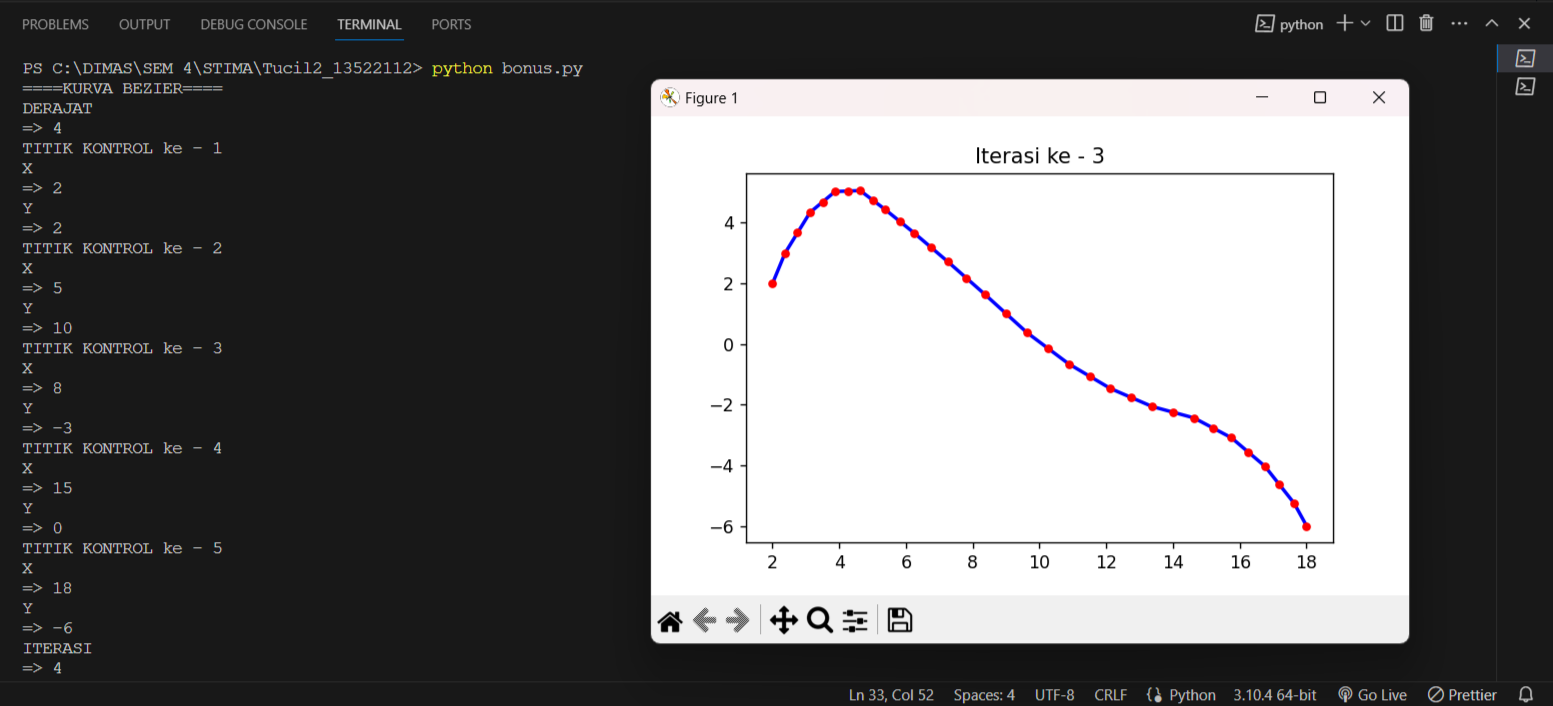 PROBLEMS OUTPUT DEBUG CONSOLE TERMINAL PORTS python
PS C:\DIMAS\SEM 4\STIMA\Tucil2_13522112> python bonus.py
====KURVA BEZIER====
DERAJAT
=> 4
TITIK KONTROL ke - 1
X
=> 2
Y
=> 2
TITIK KONTROL ke - 2
X
=> 5
Y
=> 10
TITIK KONTROL ke - 3
X
=> 8
Y
=> -3
TITIK KONTROL ke - 4
X
=> 15
Y
=> 0
TITIK KONTROL ke - 5
X
=> 18
Y
=> -6
ITERASI
=> 4
Figure 1
Iterasi ke - 3
4
2
0
−2
−4
−6
2 4 6 8 10 12 14 16 18
Ln 33, Col 52 Spaces: 4 UTF-8 CRLF Python 3.10.4 64-bit Go Live Prettier